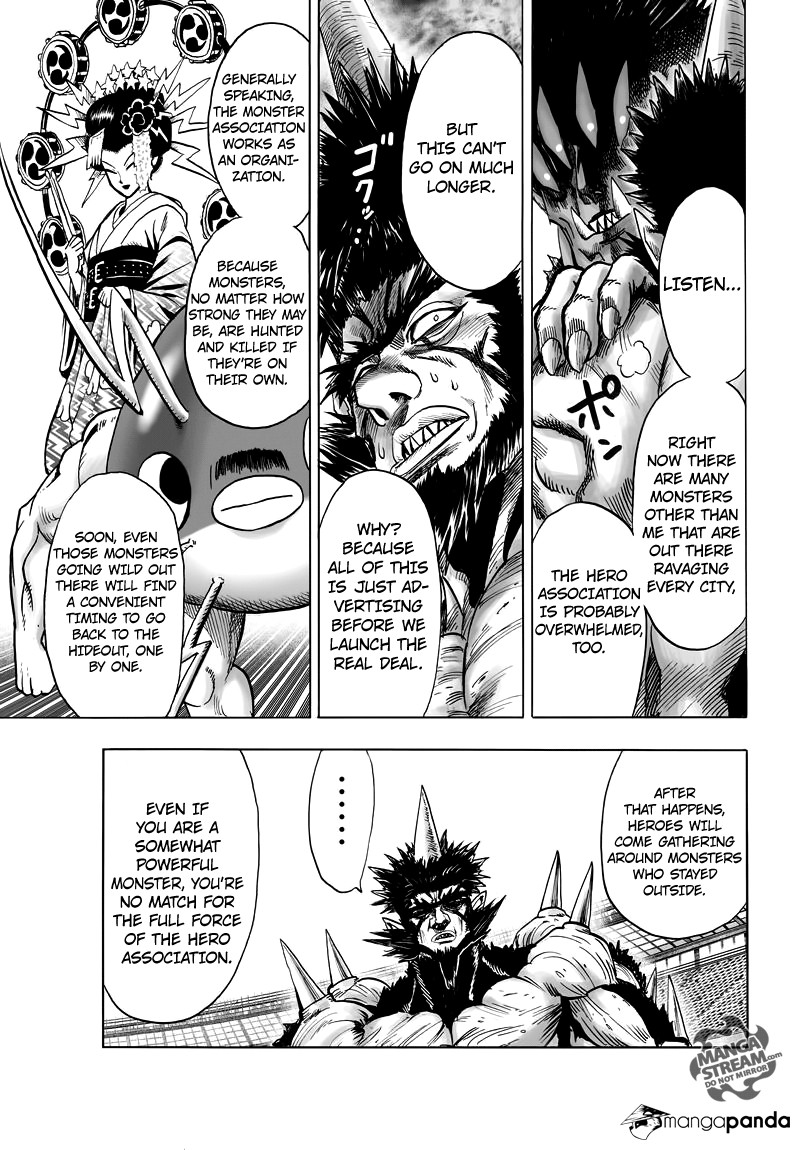 LISTEN...
RIGHT
NOW THERE
ARE MANY
MONSTERS
OTHER THAN
ME THAT ARE
OUT THERE
RAVAGING
EVERY CITY,
THE HERO
ASSOCIATION
IS PROBABLY
OVERWHELMED,
TOO.
ポン
BUT
THIS CAN'T
GO ON MUCH
LONGER.
ゴクッ…
WHY?
BECAUSE
ALL OF THIS
IS JUST AD-
VERTISING
BEFORE WE
LAUNCH THE
REAL DEAL.
GENERALLY
SPEAKING,
THE MONSTER
ASSOCIATION
WORKS AS
AN ORGANI-
ZATION.
BECAUSE
MONSTERS,
NO MATTER HOW
STRONG THEY MAY
BE, ARE HUNTED
AND KILLED IF
THEY'RE ON
THEIR OWN.
SOON, EVEN
THOSE MONSTERS
GOING WILD OUT
THERE WILL FIND
A CONVENIENT
TIMING TO GO
BACK TO THE
HIDEOUT, ONE
BY ONE.
AFTER
THAT HAPPENS,
HEROES WILL
COME GATHERING
AROUND MONSTERS
WHO STAYED
OUTSIDE.
......
EVEN IF
YOU ARE A
SOMEWHAT
POWERFUL
MONSTER, YOU'RE
NO MATCH FOR
THE FULL FORCE
OF THE HERO
ASSOCIATION.
MANGA
STREAM.com
DO NOT MIRROR
mangapanda